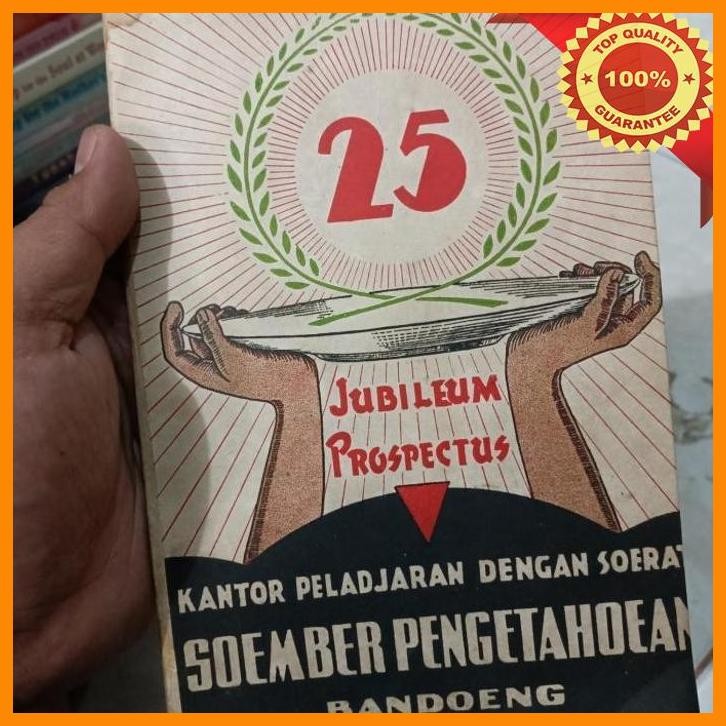 TOP QUALITY
100%
GUARANTEE
25
JUBILEUM
PROSPECTUS
KANTOR PELADJARAN DENGAN SOERAT
SOEMBER PENGETAHOEAN
BANDOENG